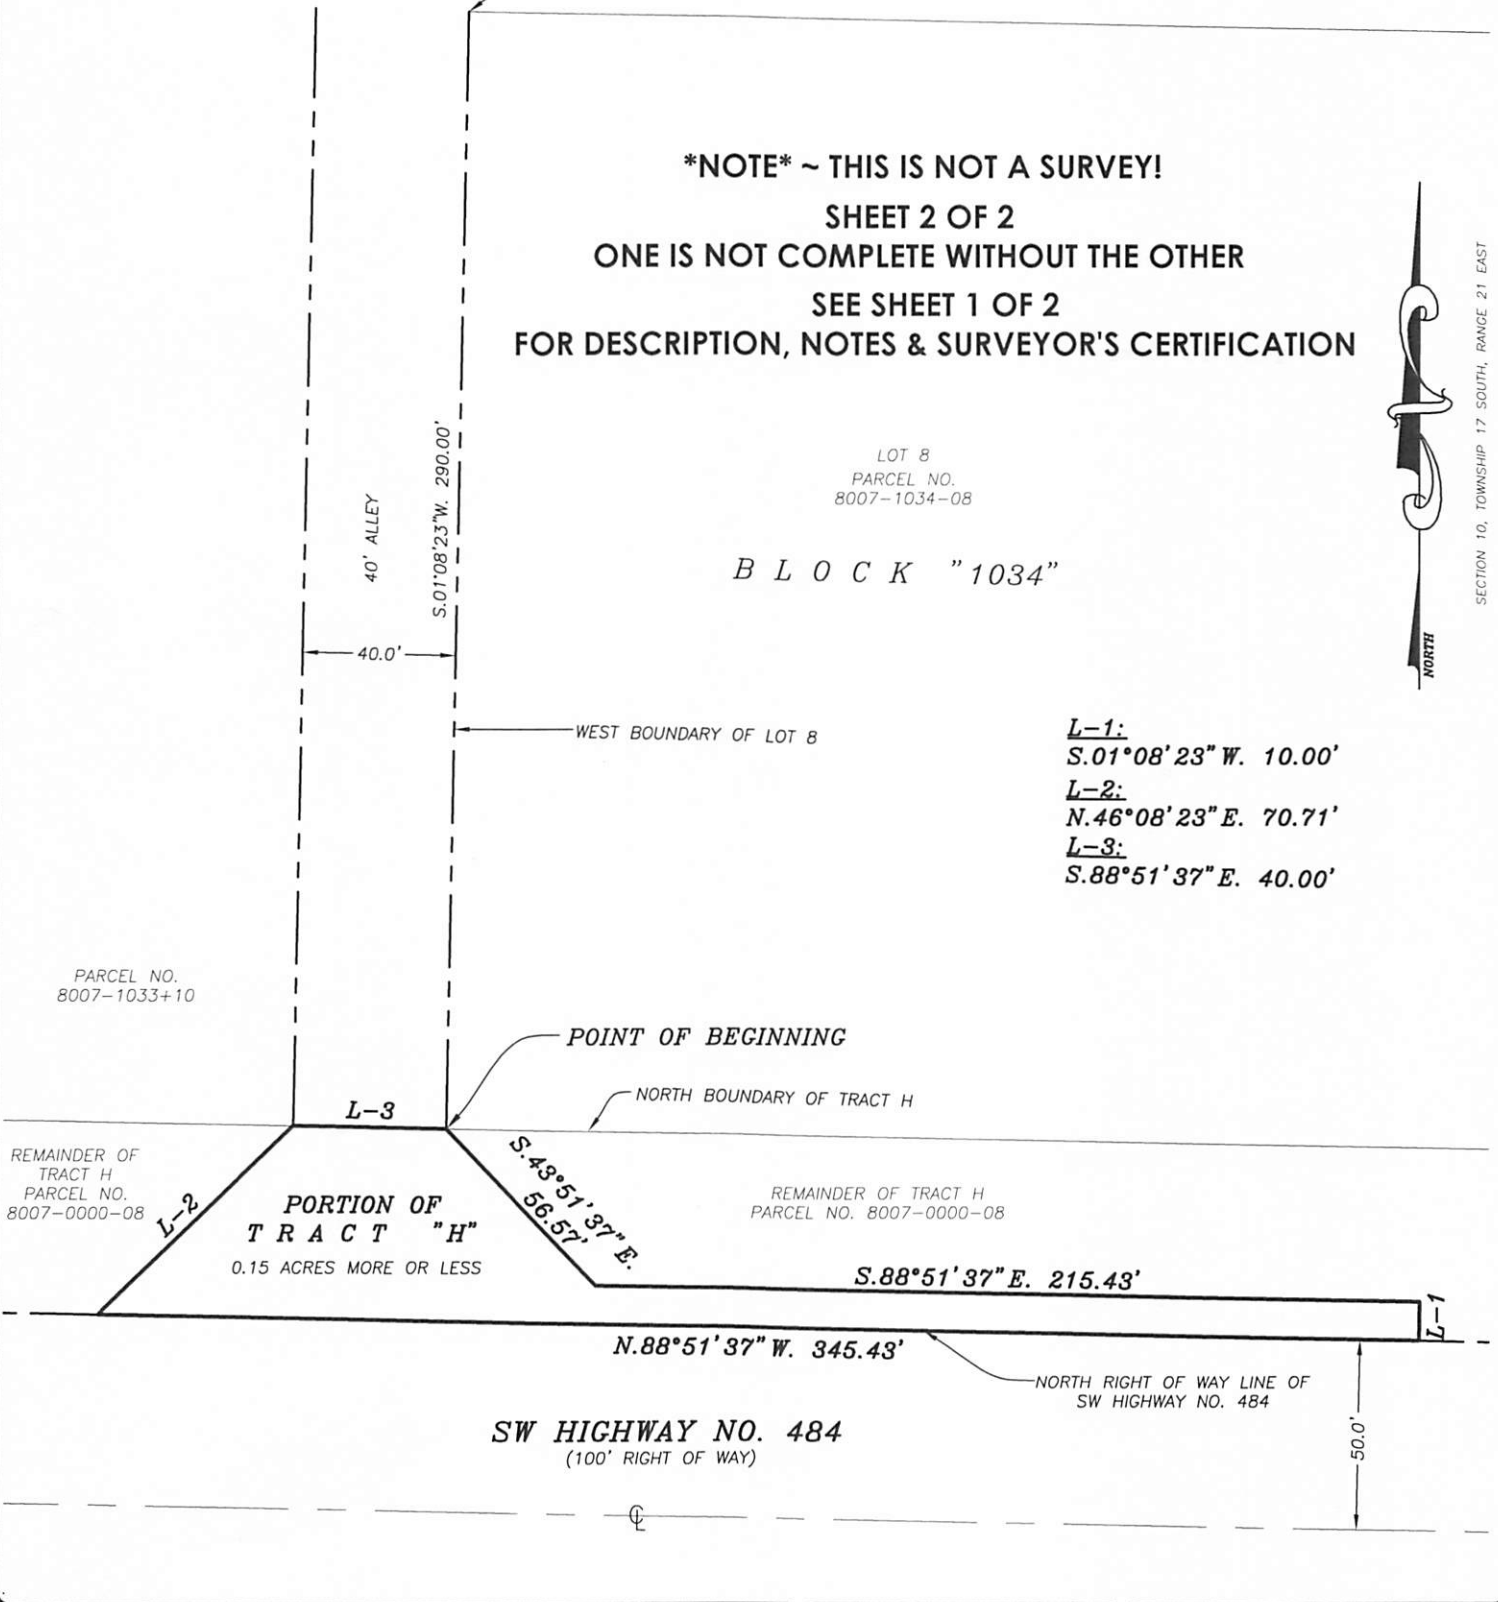 *NOTE* ~ THIS IS NOT A SURVEY!
SHEET 2 OF 2
ONE IS NOT COMPLETE WITHOUT THE OTHER
SEE SHEET 1 OF 2
FOR DESCRIPTION, NOTES & SURVEYOR'S CERTIFICATION
SECTION 10, TOWNSHIP 17 SOUTH, RANGE 21 EAST
NORTH
LOT 8
PARCEL NO.
8007-1034-08
BLOCK "1034"
40' ALLEY
S.01°08'23"W. 290.00'
40.0'
WEST BOUNDARY OF LOT 8
L-1:
S.01°08'23"W. 10.00'
L-2:
N.46°08'23"E. 70.71'
L-3:
S.88°51'37"E. 40.00'
PARCEL NO.
8007-1033+10
POINT OF BEGINNING
NORTH BOUNDARY OF TRACT H
L-3
REMAINDER OF
TRACT H
PARCEL NO.
8007-0000-08
L-2
PORTION OF
TRACT "H"
0.15 ACRES MORE OR LESS
S.43°51'37"E.
56.57'
REMAINDER OF TRACT H
PARCEL NO. 8007-0000-08
S.88°51'37"E. 215.43'
L-1
N.88°51'37"W. 345.43'
NORTH RIGHT OF WAY LINE OF
SW HIGHWAY NO. 484
50.0'
SW HIGHWAY NO. 484
(100' RIGHT OF WAY)
℄